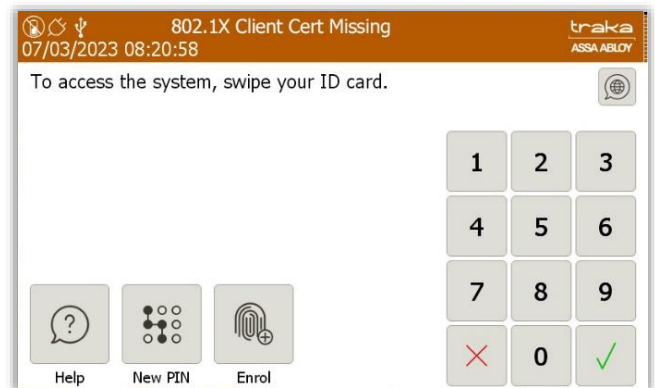 802.1X Client Cert Missing
traka
07/03/2023 08:20:58
ASSA ABLOY
To access the system, swipe your ID card.
1 2 3
4 5 6
7 8 9
0
?
Help New PIN Enrol